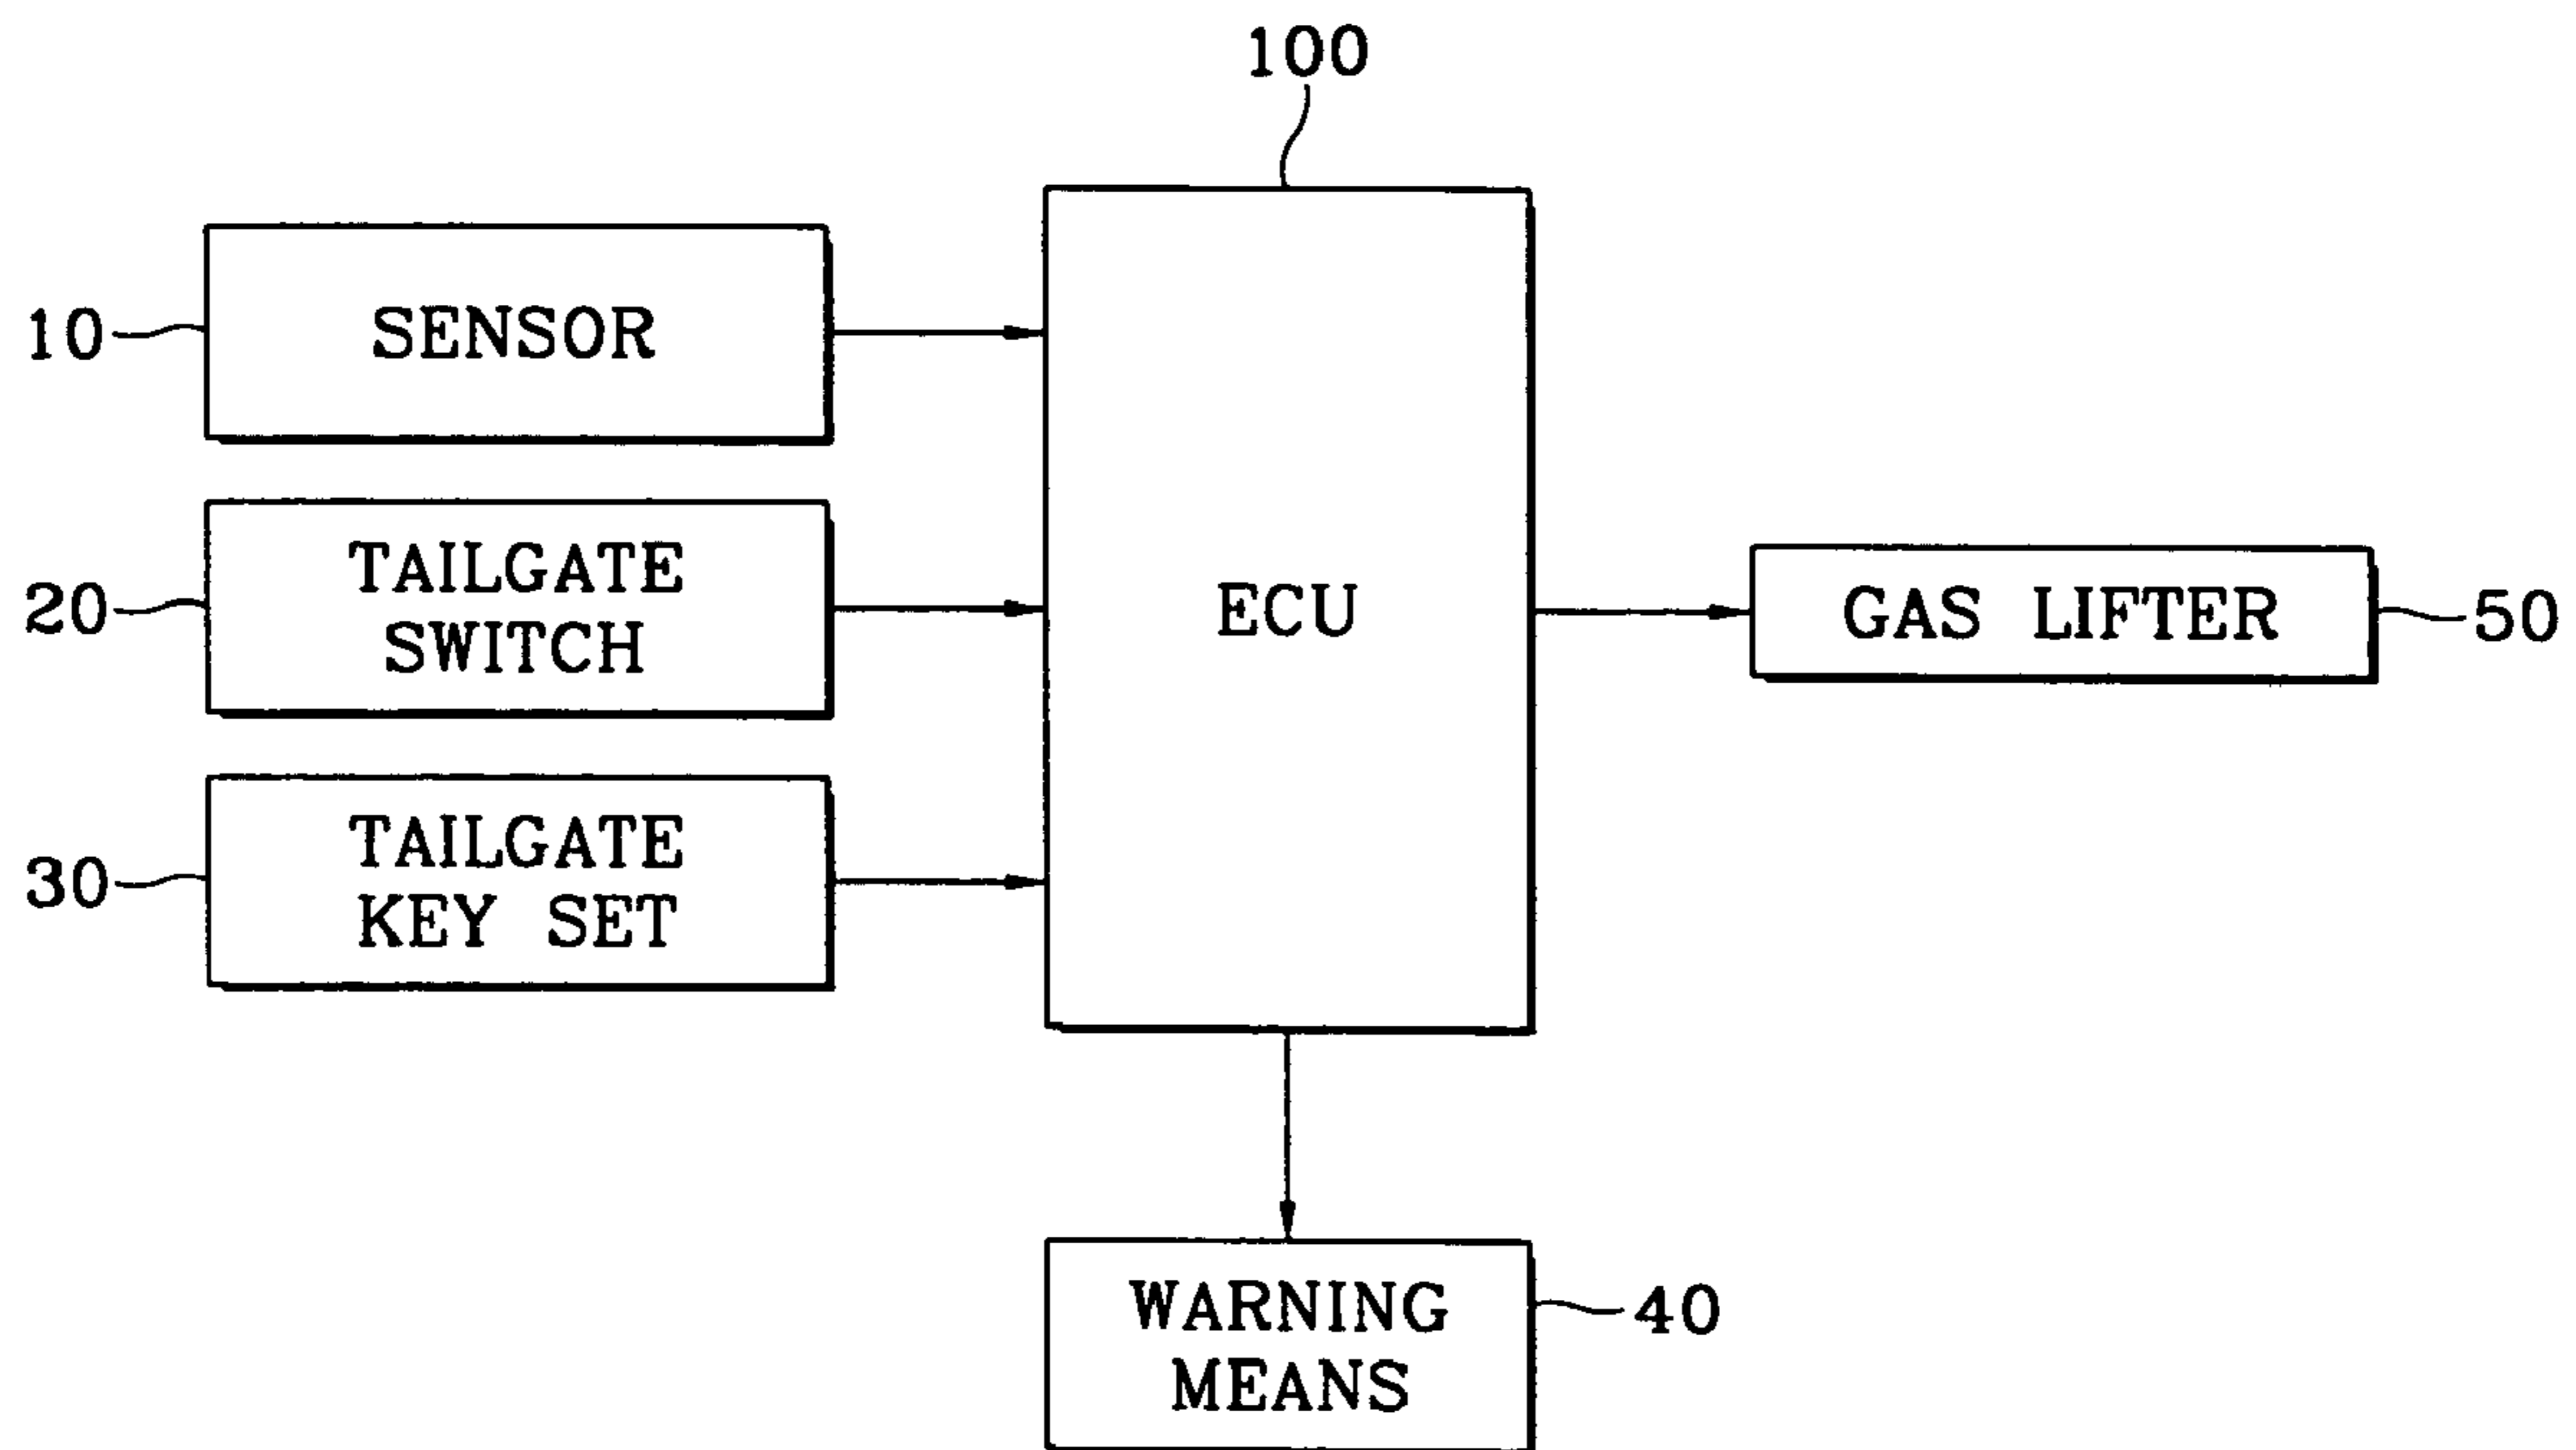 100
10
SENSOR
20
TAILGATE
SWITCH
ECU
GAS LIFTER
50
30
TAILGATE
KEY SET
WARNING
MEANS
40